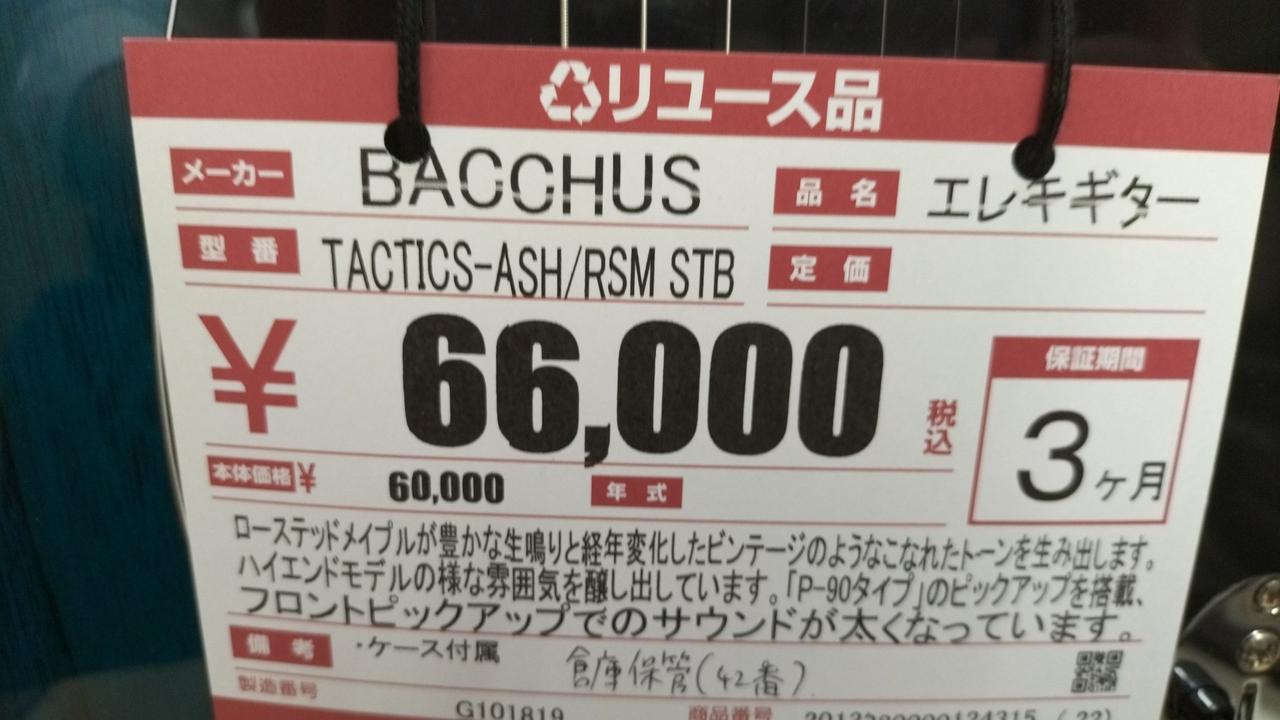 リユース品
メーカー BACCHUS 品名 エレキギター
型番 TACTICS-ASH/RSM STB 定価
¥ 66,000 税込
保証期間
3ヶ月
本体価格 ¥ 60,000 年式
ローステッドメイプルが豊かな生鳴りと経年変化したビンテージのようなこなれたトーンを生み出します。
ハイエンドモデルの様な雰囲気を醸し出しています。「P-90タイプ」のピックアップを搭載、
フロントピックアップでのサウンドが太くなっています。
備考 ・ケース付属 倉庫保管(42番)
製造番号 G101819 商品番号